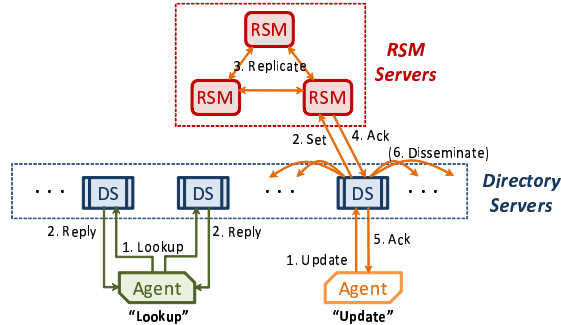 RSM
RSM
Servers
3. Replicate
RSM
RSM
2. Set
4. Ack
(6. Disseminate)
· · ·
DS
DS
· · ·
DS
· · ·
Directory
Servers
2. Reply
1. Lookup
2. Reply
1. Update
5. Ack
Agent
Agent
“Lookup”
“Update”